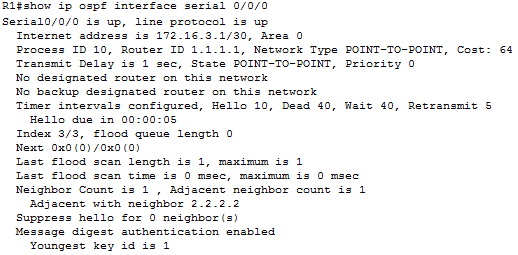 R1#show ip ospf interface serial 0/0/0
Serial0/0/0 is up, line protocol is up
  Internet address is 172.16.3.1/30, Area 0
  Process ID 10, Router ID 1.1.1.1, Network Type POINT-TO-POINT, Cost: 64
  Transmit Delay is 1 sec, State POINT-TO-POINT, Priority 0
  No designated router on this network
  No backup designated router on this network
  Timer intervals configured, Hello 10, Dead 40, Wait 40, Retransmit 5
    Hello due in 00:00:05
  Index 3/3, flood queue length 0
  Next 0x0(0)/0x0(0)
  Last flood scan length is 1, maximum is 1
  Last flood scan time is 0 msec, maximum is 0 msec
  Neighbor Count is 1 , Adjacent neighbor count is 1
    Adjacent with neighbor 2.2.2.2
  Suppress hello for 0 neighbor(s)
  Message digest authentication enabled
    Youngest key id is 1